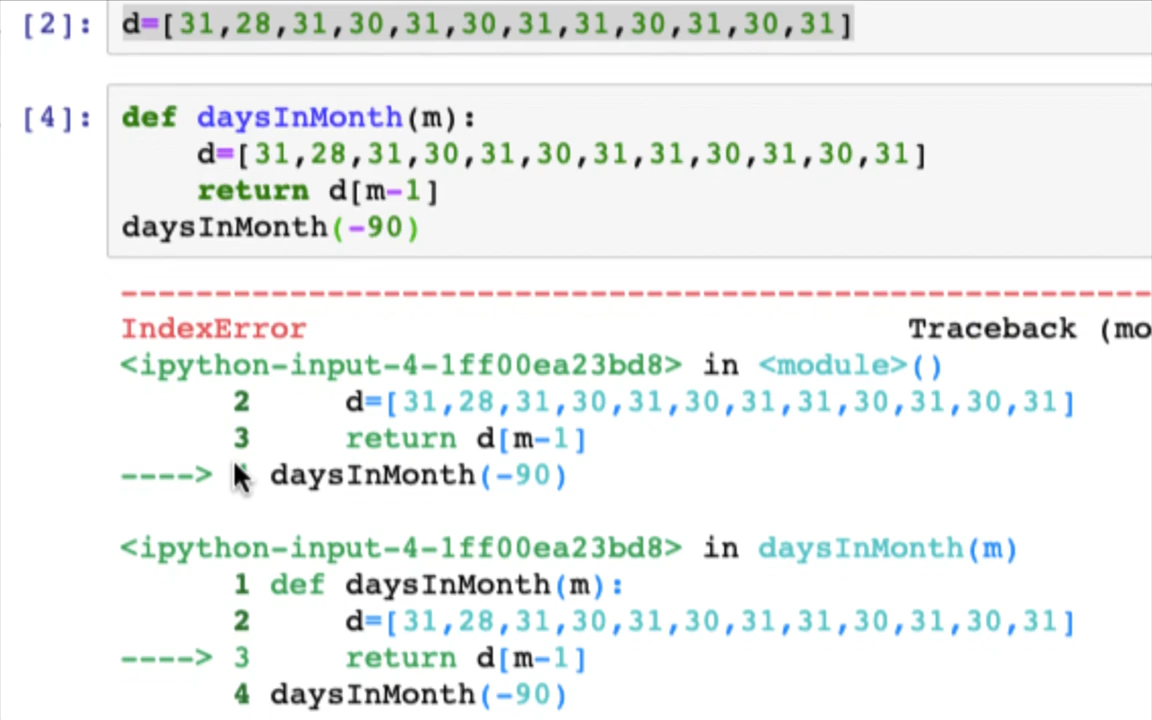 [2]: d=[31,28,31,30,31,30,31,31,30,31,30,31]
[4]: def daysInMonth(m):
    d=[31,28,31,30,31,30,31,31,30,31,30,31]
    return d[m-1]
daysInMonth(-90)
---------------------------------------------------------
IndexError Traceback (mo
<ipython-input-4-1ff00ea23bd8> in <module>()
      2     d=[31,28,31,30,31,30,31,31,30,31,30,31]
      3     return d[m-1]
----> daysInMonth(-90)
<ipython-input-4-1ff00ea23bd8> in daysInMonth(m)
      1 def daysInMonth(m):
      2     d=[31,28,31,30,31,30,31,31,30,31,30,31]
----> 3     return d[m-1]
      4 daysInMonth(-90)